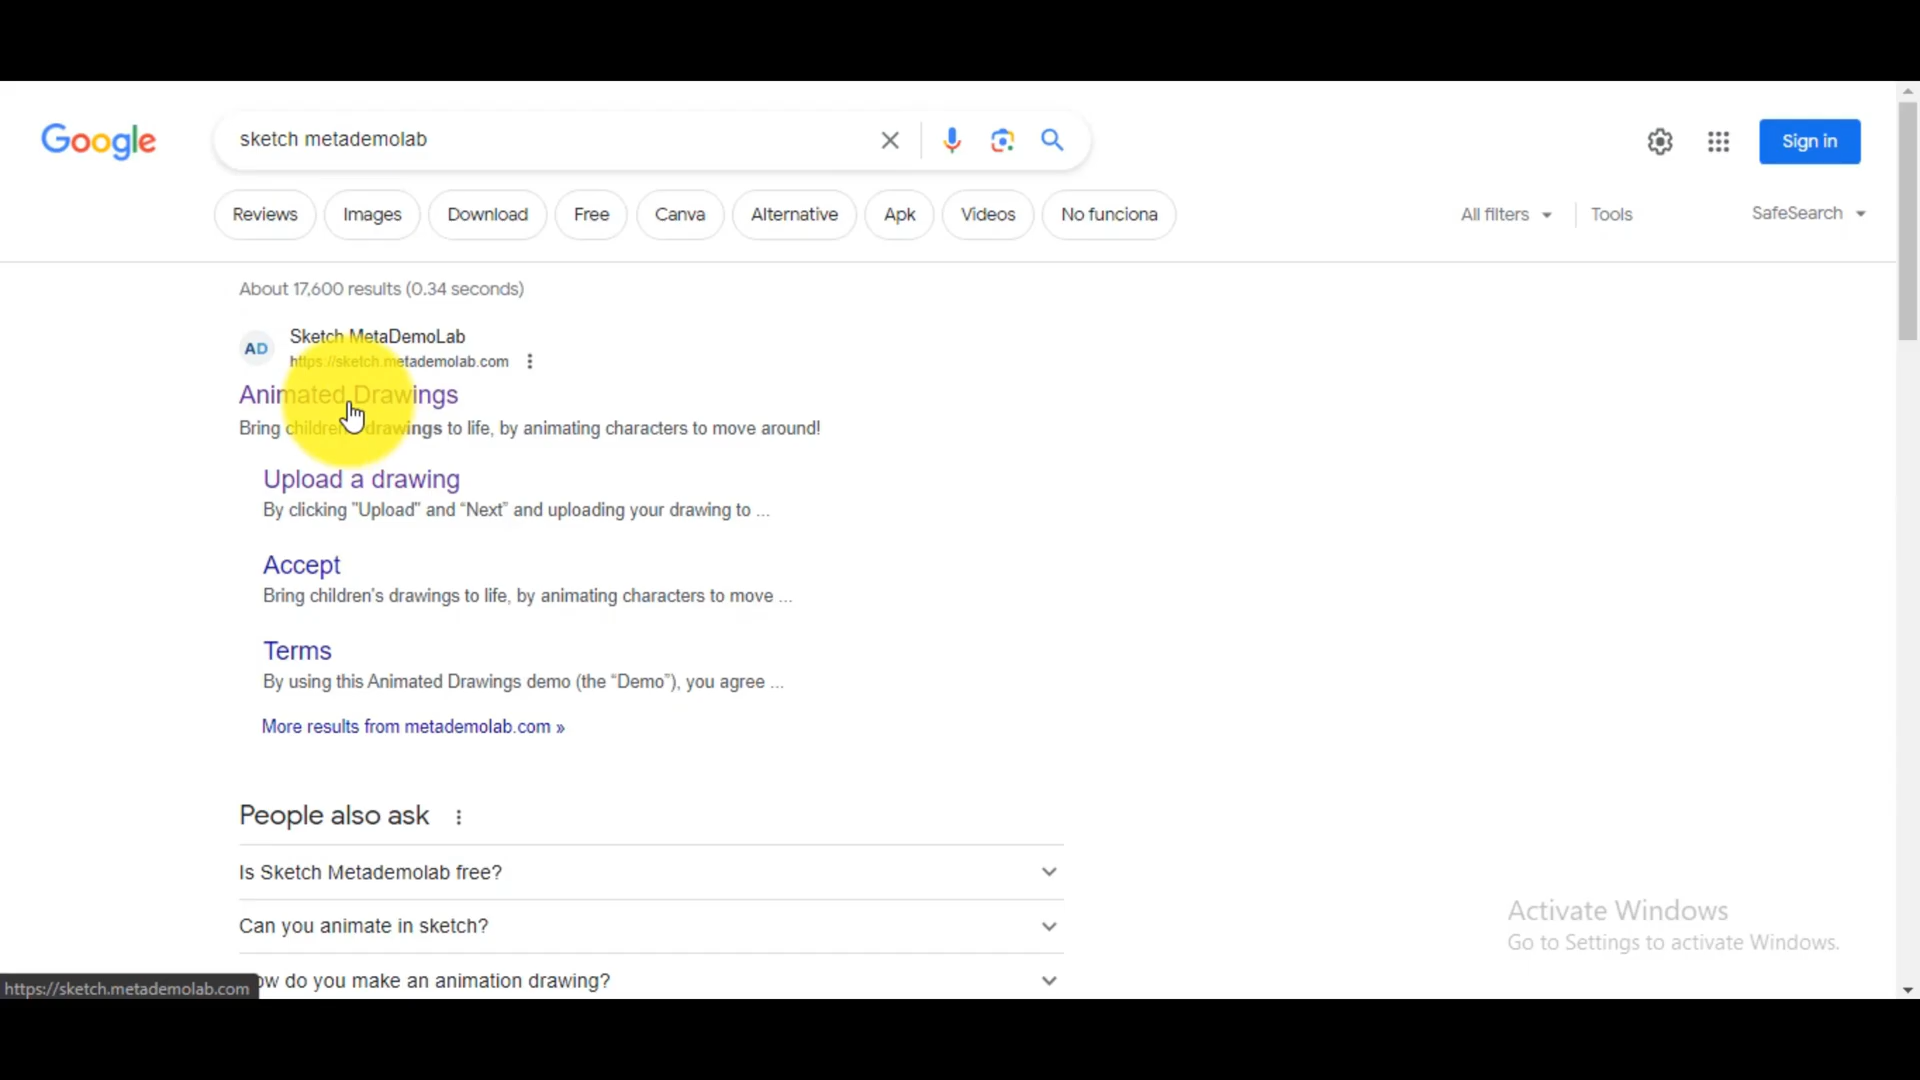 Google
sketch metademolab
Sign in
Reviews
Images
Download
Free
Canva
Alternative
Apk
Videos
No funciona
All filters
Tools
SafeSearch
About 17,600 results (0.34 seconds)
AD
Sketch MetaDemoLab
https://sketch.metademolab.com
Animated Drawings
Bring children's drawings to life, by animating characters to move around!
Upload a drawing
By clicking "Upload" and “Next” and uploading your drawing to ...
Accept
Bring children's drawings to life, by animating characters to move ...
Terms
By using this Animated Drawings demo (the “Demo”), you agree ...
More results from metademolab.com »
People also ask
Is Sketch Metademolab free?
Can you animate in sketch?
ow do you make an animation drawing?
Activate Windows
Go to Settings to activate Windows.
https://sketch.metademolab.com